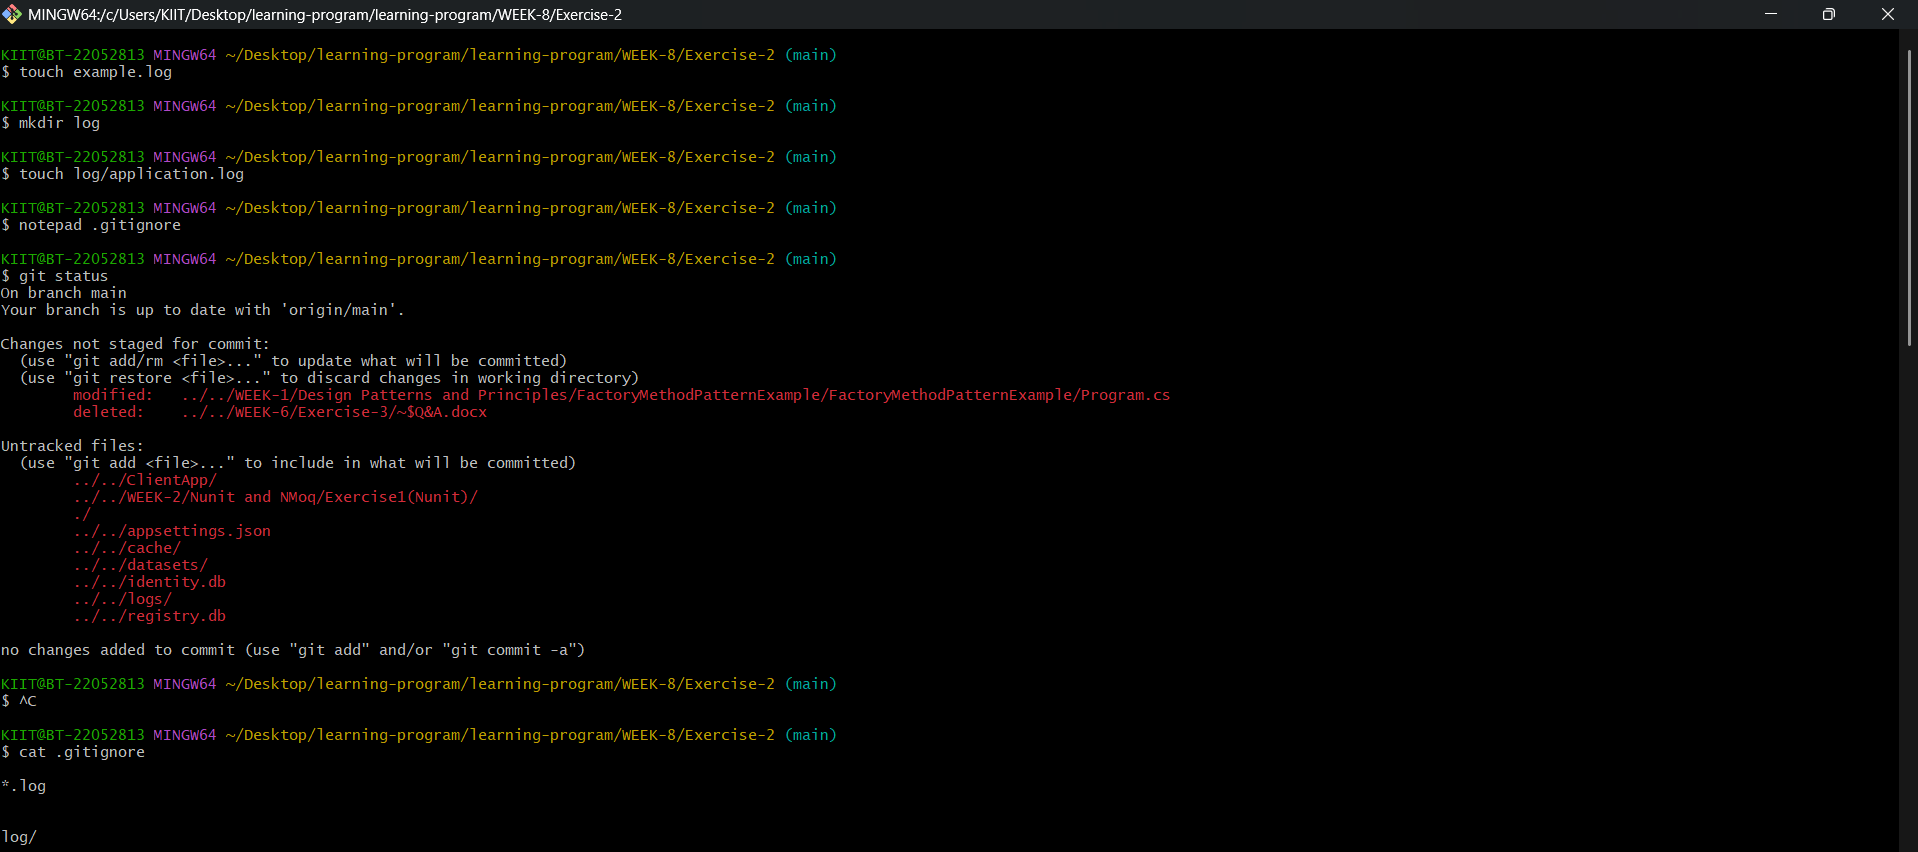 MINGW64:/c/Users/KIIT/Desktop/learning-program/learning-program/WEEK-8/Exercise-2
KIIT@BT-22052813 MINGW64 ~/Desktop/learning-program/learning-program/WEEK-8/Exercise-2 (main)
$ touch example.log
KIIT@BT-22052813 MINGW64 ~/Desktop/learning-program/learning-program/WEEK-8/Exercise-2 (main)
$ mkdir log
KIIT@BT-22052813 MINGW64 ~/Desktop/learning-program/learning-program/WEEK-8/Exercise-2 (main)
$ touch log/application.log
KIIT@BT-22052813 MINGW64 ~/Desktop/learning-program/learning-program/WEEK-8/Exercise-2 (main)
$ notepad .gitignore
KIIT@BT-22052813 MINGW64 ~/Desktop/learning-program/learning-program/WEEK-8/Exercise-2 (main)
$ git status
On branch main
Your branch is up to date with 'origin/main'.
Changes not staged for commit:
  (use "git add/rm <file>..." to update what will be committed)
  (use "git restore <file>..." to discard changes in working directory)
        modified:   ../../WEEK-1/Design Patterns and Principles/FactoryMethodPatternExample/FactoryMethodPatternExample/Program.cs
        deleted:    ../../WEEK-6/Exercise-3/~$Q&A.docx
Untracked files:
  (use "git add <file>..." to include in what will be committed)
        ../../ClientApp/
        ../../WEEK-2/Nunit and NMoq/Exercise1(Nunit)/
        ./
        ../../appsettings.json
        ../../cache/
        ../../datasets/
        ../../identity.db
        ../../logs/
        ../../registry.db
no changes added to commit (use "git add" and/or "git commit -a")
KIIT@BT-22052813 MINGW64 ~/Desktop/learning-program/learning-program/WEEK-8/Exercise-2 (main)
$ ^C
KIIT@BT-22052813 MINGW64 ~/Desktop/learning-program/learning-program/WEEK-8/Exercise-2 (main)
$ cat .gitignore
*.log
log/